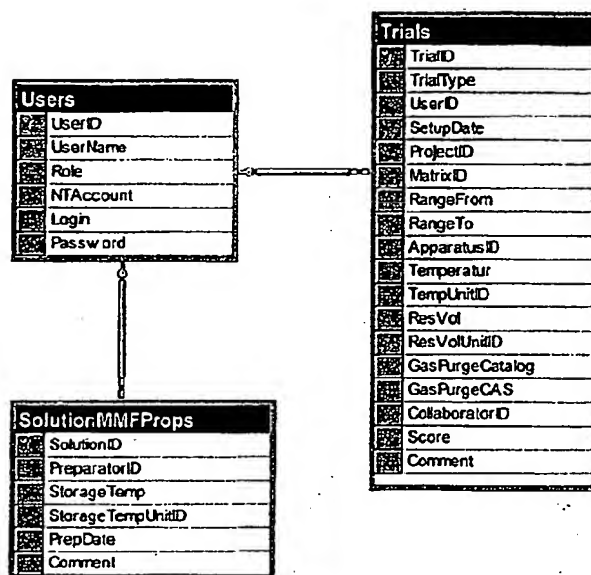 Users
UserID
UserName
Role
NTAccount
Login
Password
SolutionMMFProps
SolutionID
PreparatorID
StorageTemp
StorageTempUnitID
PrepDate
Comment
Trials
TrialID
TrialType
UserID
SetupDate
ProjectID
MatrixID
RangeFrom
RangeTo
ApparatusID
Temperatur
TempUnitID
ResVol
ResVolUnitID
GasPurgeCatalog
GasPurgeCAS
CollaboratorID
Score
Comment